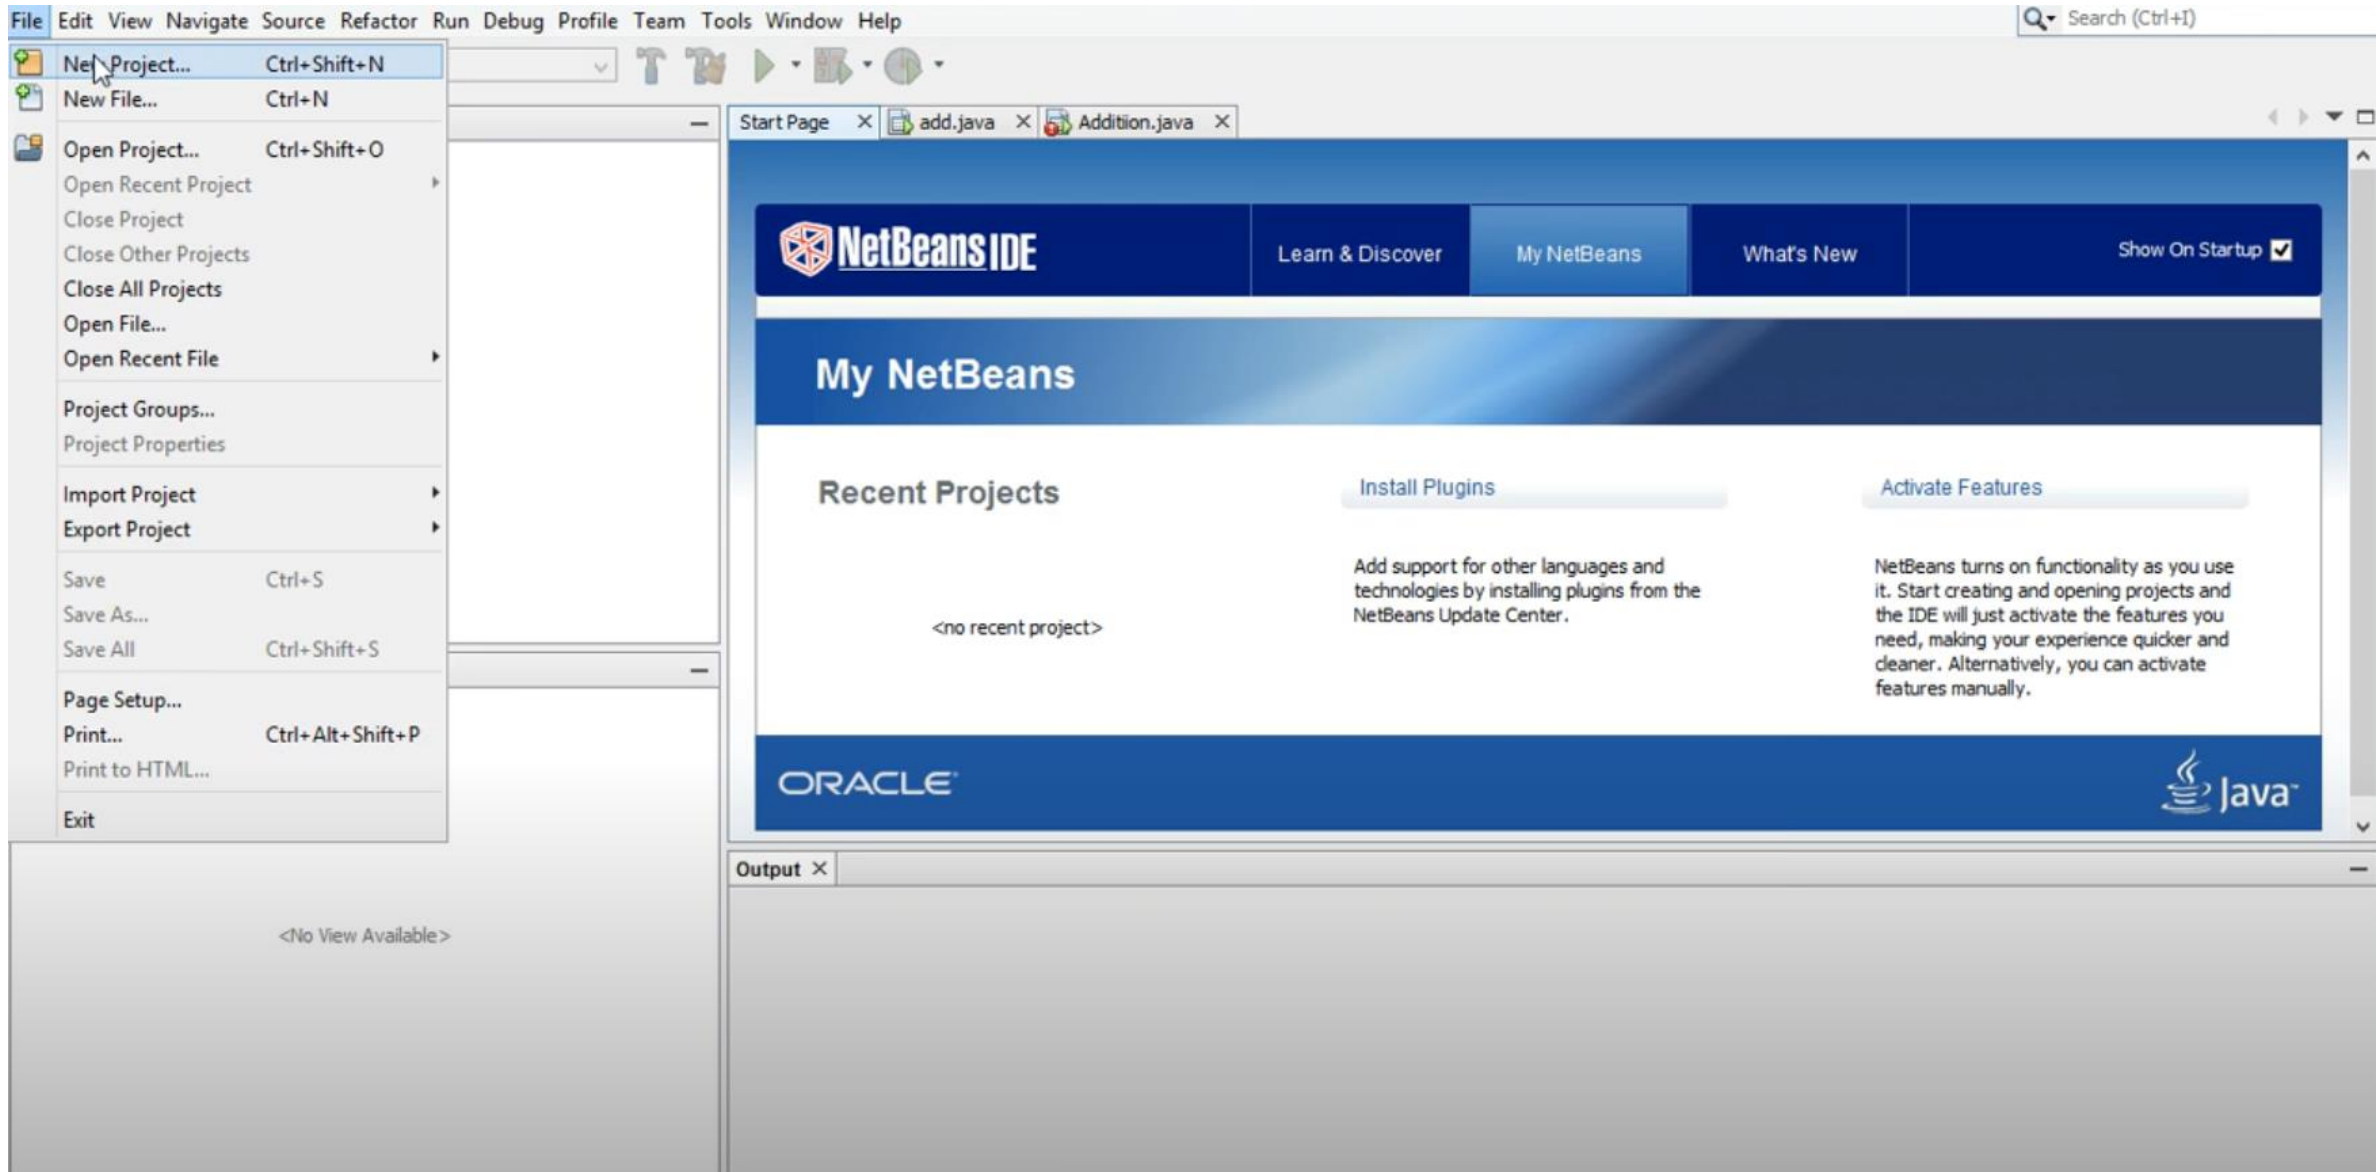 File Edit View Navigate Source Refactor Run Debug Profile Team Tools Window Help
Search (Ctrl+I)
New Project... Ctrl+Shift+N
New File... Ctrl+N
Open Project... Ctrl+Shift+O
Open Recent Project
Close Project
Close Other Projects
Close All Projects
Open File...
Open Recent File
Project Groups...
Project Properties
Import Project
Export Project
Save Ctrl+S
Save As...
Save All Ctrl+Shift+S
Page Setup...
Print... Ctrl+Alt+Shift+P
Print to HTML...
Exit
<No View Available>
Start Page add.java Additiion.java
NetBeans IDE
Learn & Discover My NetBeans What's New Show On Startup
My NetBeans
Recent Projects
<no recent project>
Install Plugins
Add support for other languages and
technologies by installing plugins from the
NetBeans Update Center.
Activate Features
NetBeans turns on functionality as you use
it. Start creating and opening projects and
the IDE will just activate the features you
need, making your experience quicker and
cleaner. Alternatively, you can activate
features manually.
ORACLE
Java™
Output